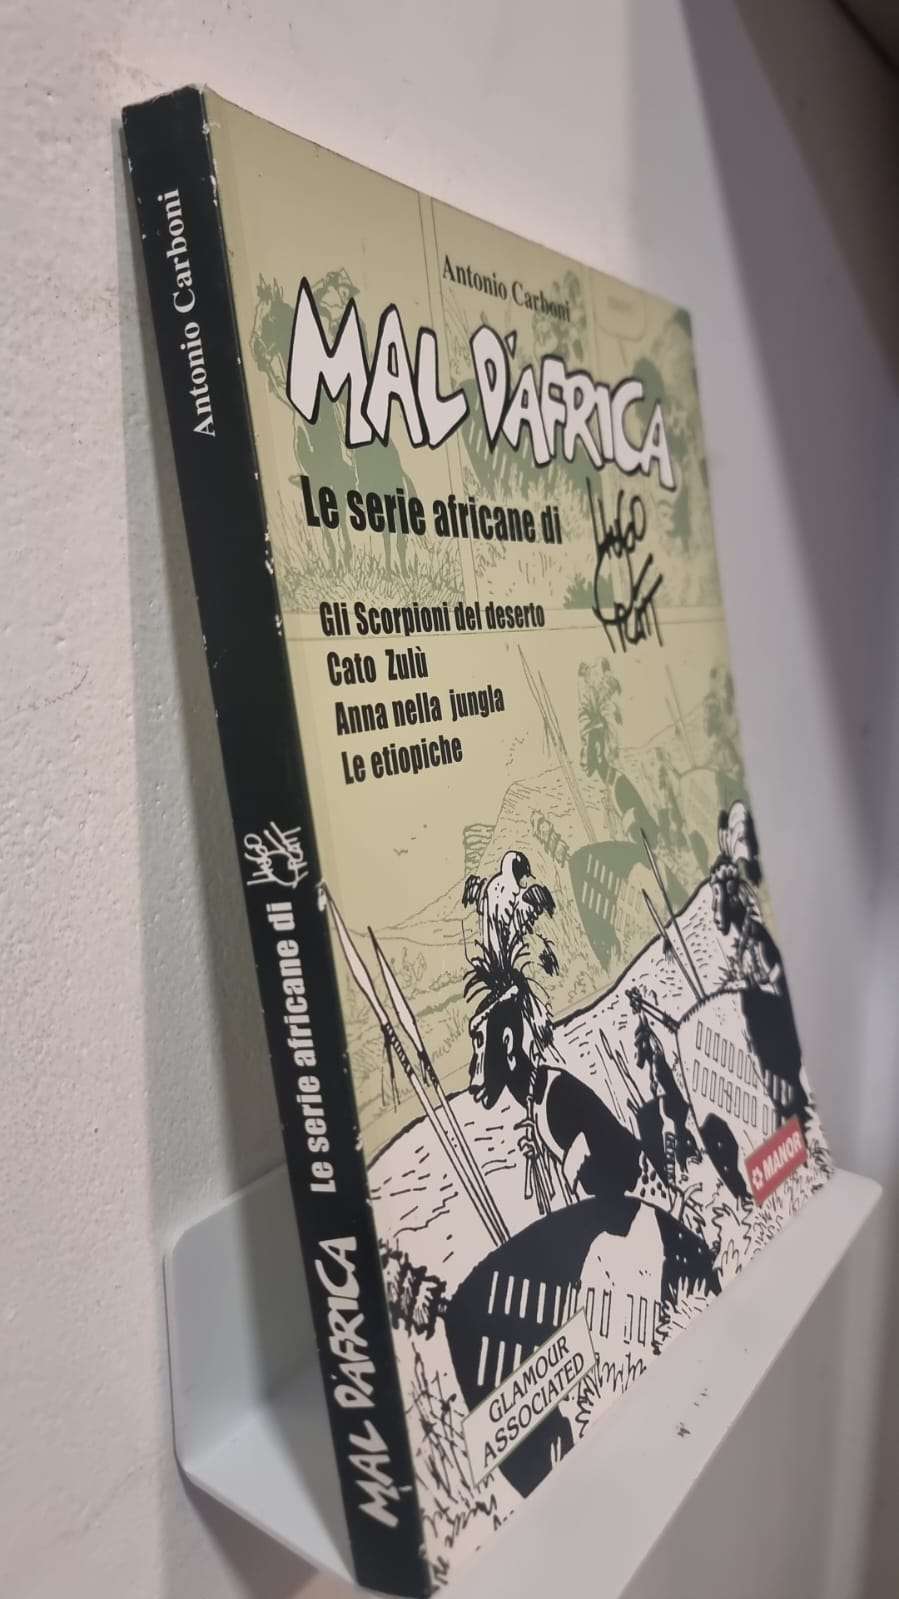 Antonio Carboni
MAL D'AFRICA
Le serie africane di
HUGO
PRATT
Gli Scorpioni del deserto
Cato Zulù
Anna nella jungla
Le etiopiche
MANOR
GLAMOUR
ASSOCIATED
Antonio Carboni
MAL D'AFRICA Le serie africane di HUGO PRATT